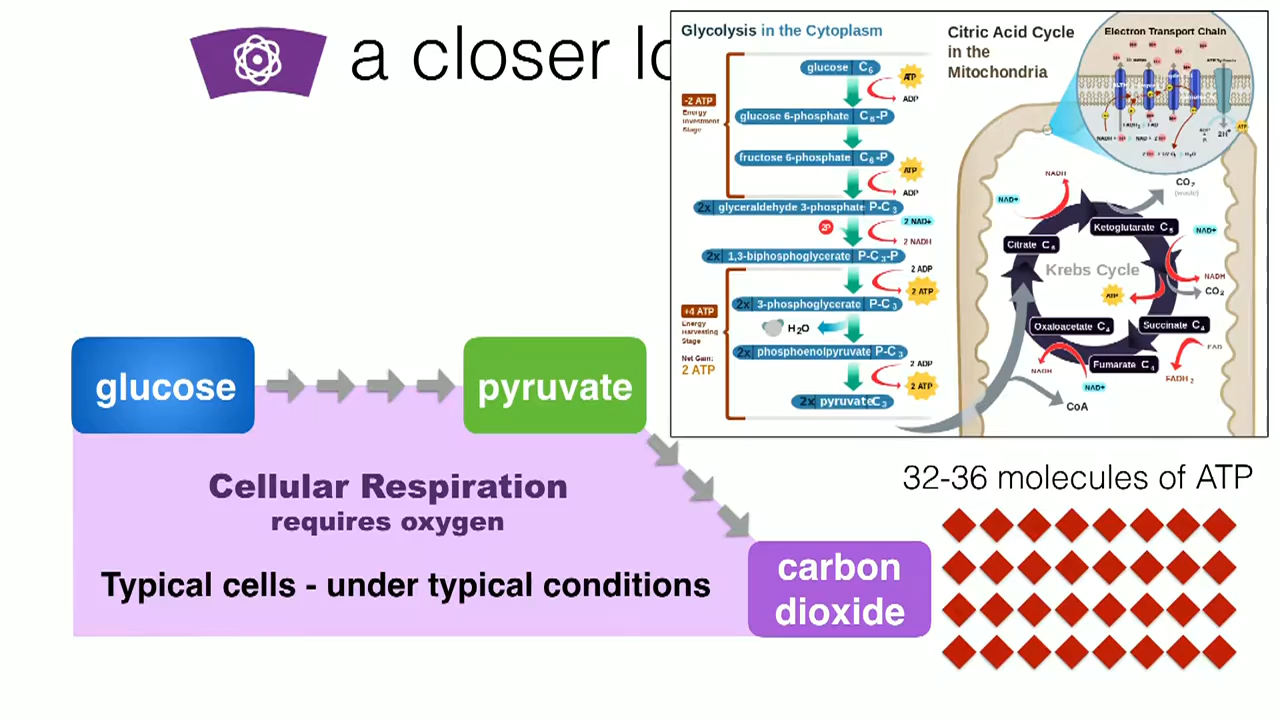 a closer lo
Glycolysis in the Cytoplasm
glucose C6
ATP
ADP
-2 ATP
Energy
Investment
Stage
glucose 6-phosphate C6-P
fructose 6-phosphate C6-P
ATP
ADP
2x glyceraldehyde 3-phosphate P-C3
2P
2 NAD+
2 NADH
2x 1,3-biphosphoglycerate P-C3-P
2 ADP
2 ATP
+4 ATP
Energy
Harvesting
Stage
Net Gain:
2 ATP
2x 3-phosphoglycerate P-C3
H2O
2x phosphoenolpyruvate P-C3
2 ADP
2 ATP
2x pyruvate C3
Citric Acid Cycle
in the
Mitochondria
Electron Transport Chain
NADH
NAD+
CO2
(waste)
Ketoglutarate C5
NAD+
Citrate C6
Krebs Cycle
NADH
CO2
ATP
Oxaloacetate C4
Succinate C4
FAD
NADH
Fumarate C4
FADH2
NAD+
CoA
ATP
2H+
glucose
pyruvate
Cellular Respiration
requires oxygen
Typical cells - under typical conditions
carbon
dioxide
32-36 molecules of ATP